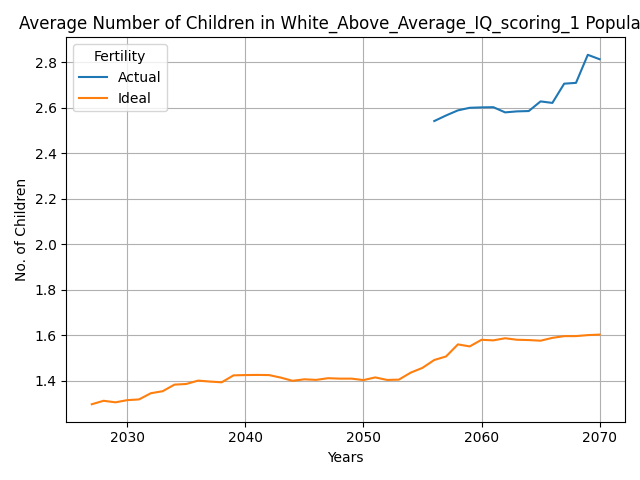 Average Number of Children in White_Above_Average_IQ_scoring_1 Popula
Fertility
Actual
Ideal
2.8
2.6
2.4
2.2
2.0
1.8
1.6
1.4
No. of Children
2030 2040 2050 2060 2070
Years